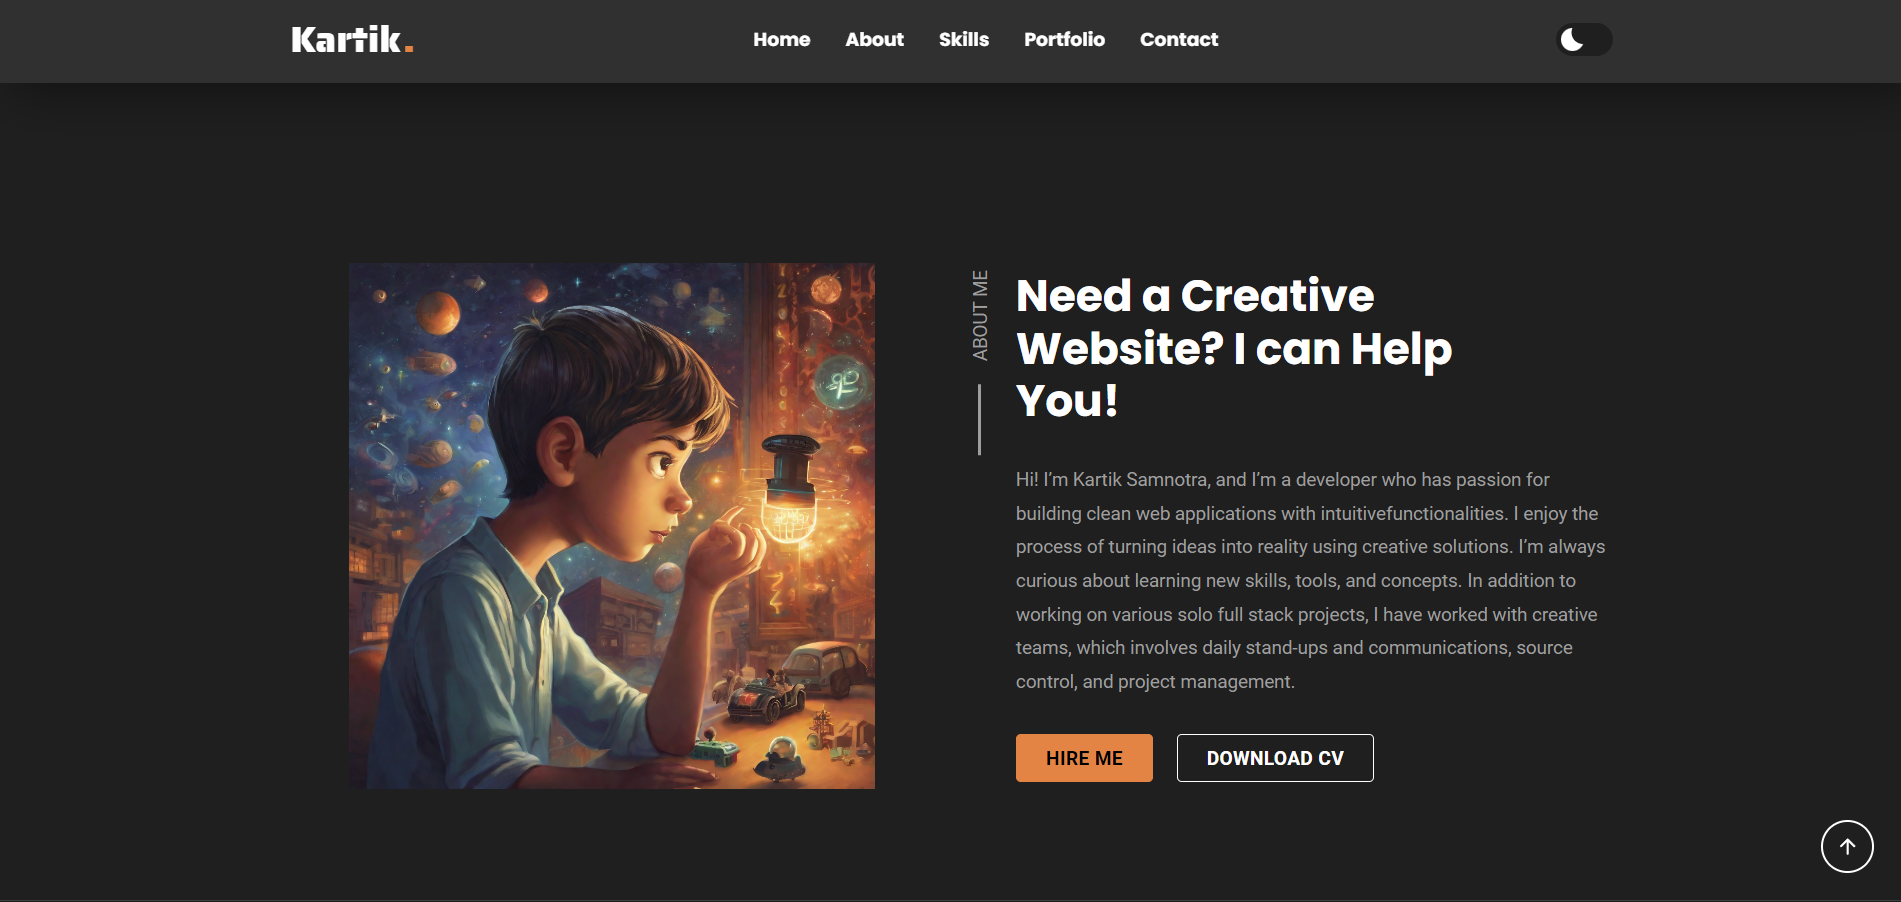 Kartik.
Home About Skills Portfolio Contact
ABOUT ME
Need a Creative
Website? I can Help
You!
Hi! I’m Kartik Samnotra, and I’m a developer who has passion for
building clean web applications with intuitivefunctionalities. I enjoy the
process of turning ideas into reality using creative solutions. I’m always
curious about learning new skills, tools, and concepts. In addition to
working on various solo full stack projects, I have worked with creative
teams, which involves daily stand-ups and communications, source
control, and project management.
HIRE ME DOWNLOAD CV